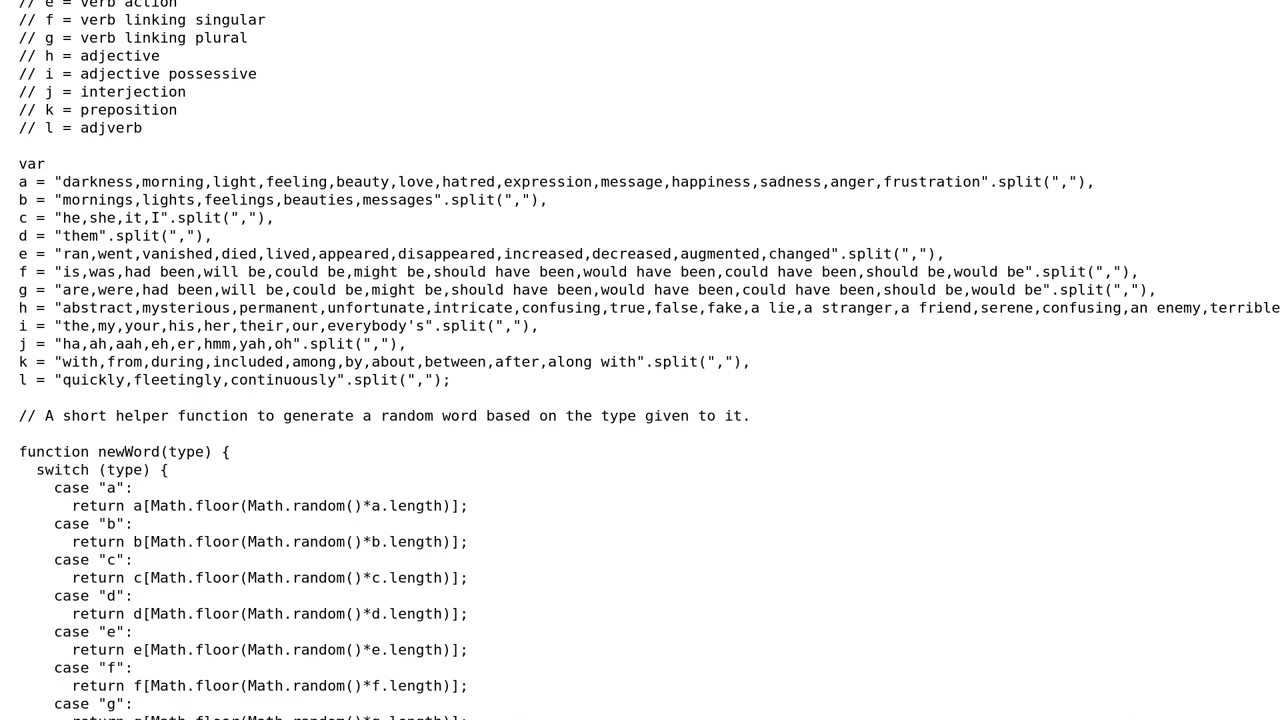 // e = verb action
// f = verb linking singular
// g = verb linking plural
// h = adjective
// i = adjective possessive
// j = interjection
// k = preposition
// l = adjverb
var
a = "darkness,morning,light,feeling,beauty,love,hatred,expression,message,happiness,sadness,anger,frustration".split(","),
b = "mornings,lights,feelings,beauties,messages".split(","),
c = "he,she,it,I".split(","),
d = "them".split(","),
e = "ran,went,vanished,died,lived,appeared,disappeared,increased,decreased,augmented,changed".split(","),
f = "is,was,had been,will be,could be,might be,should have been,would have been,could have been,should be,would be".split(","),
g = "are,were,had been,will be,could be,might be,should have been,would have been,could have been,should be,would be".split(","),
h = "abstract,mysterious,permanent,unfortunate,intricate,confusing,true,false,fake,a lie,a stranger,a friend,serene,confusing,an enemy,terrible
i = "the,my,your,his,her,their,our,everybody's".split(","),
j = "ha,ah,aah,eh,er,hmm,yah,oh".split(","),
k = "with,from,during,included,among,by,about,between,after,along with".split(","),
l = "quickly,fleetingly,continuously".split(",");
// A short helper function to generate a random word based on the type given to it.
function newWord(type) {
switch (type) {
case "a":
return a[Math.floor(Math.random()*a.length)];
case "b":
return b[Math.floor(Math.random()*b.length)];
case "c":
return c[Math.floor(Math.random()*c.length)];
case "d":
return d[Math.floor(Math.random()*d.length)];
case "e":
return e[Math.floor(Math.random()*e.length)];
case "f":
return f[Math.floor(Math.random()*f.length)];
case "g":
return g[Math.floor(Math.random()*g.length)];